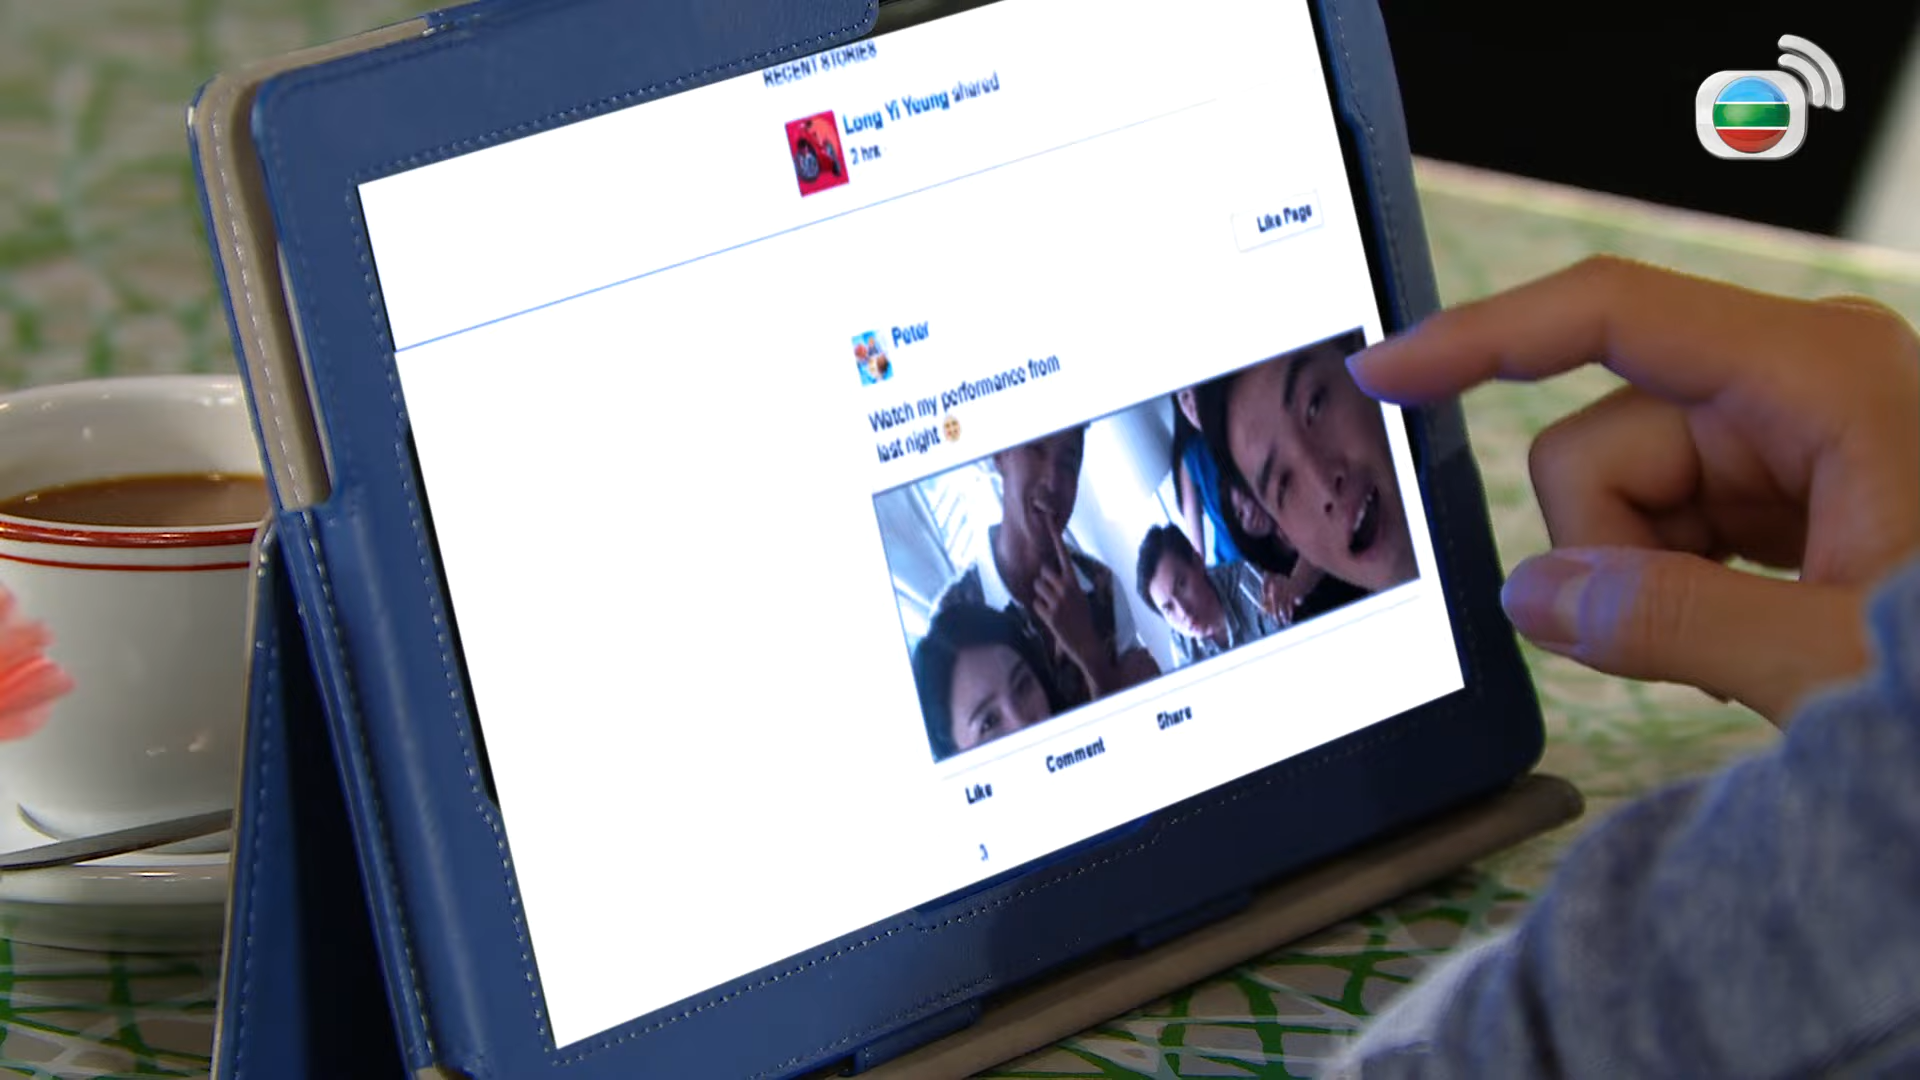 RECENT STORIES
Long Yi Yeung shared
2 hrs
Like Page
Peter
Watch my performance from
last night
Like
Comment
Share
3